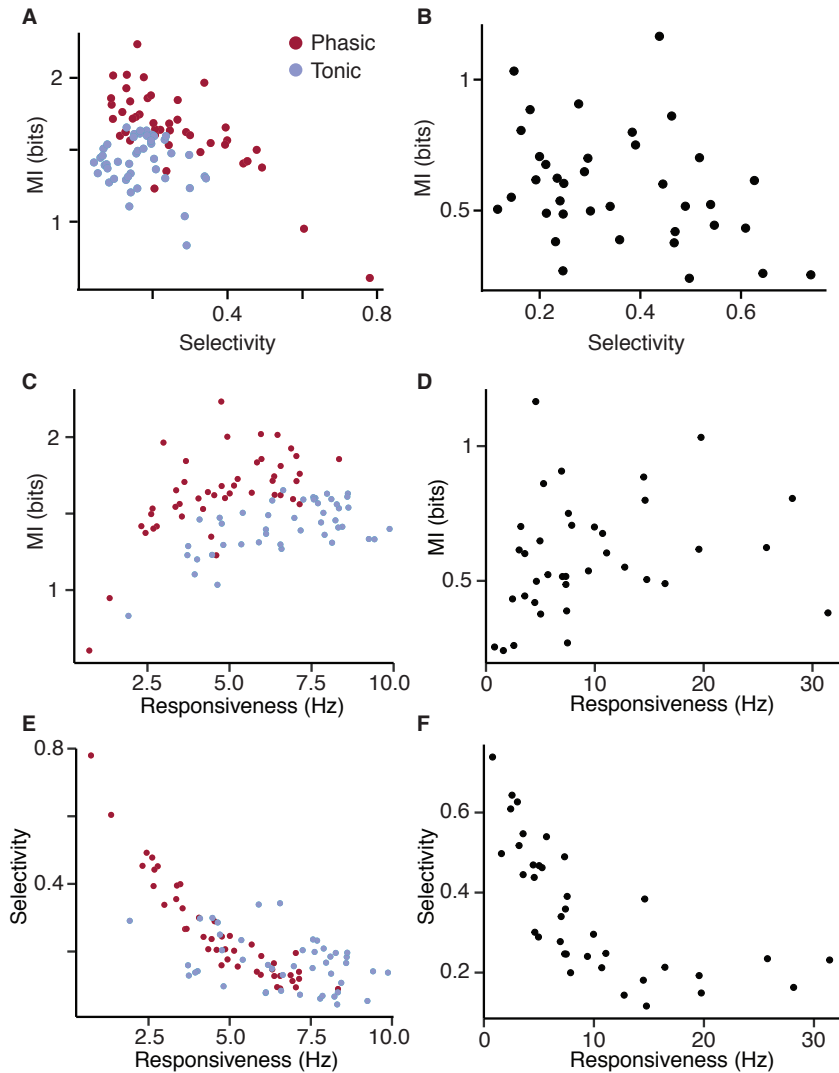 A
B
Phasic
Tonic
2
1
MI (bits)
0.4
0.8
Selectivity
1
0.5
MI (bits)
0.2
0.4
0.6
Selectivity
C
D
2
1
MI (bits)
2.5
5.0
7.5
10.0
Responsiveness (Hz)
1
0.5
MI (bits)
0
10
20
30
Responsiveness (Hz)
E
F
0.8
0.4
Selectivity
2.5
5.0
7.5
10.0
Responsiveness (Hz)
0.6
0.4
0.2
Selectivity
0
10
20
30
Responsiveness (Hz)